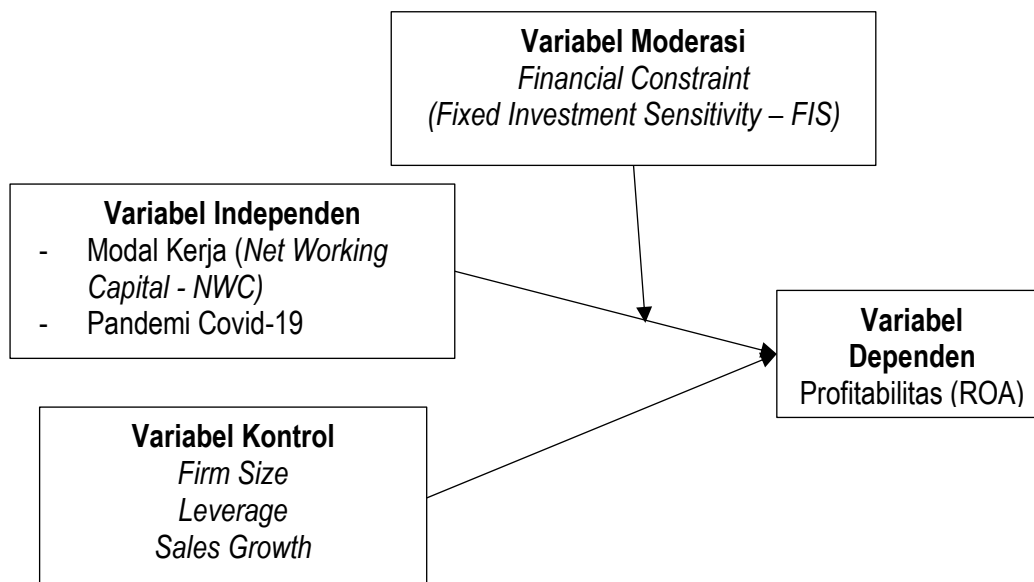 Variabel Moderasi
Financial Constraint
(Fixed Investment Sensitivity – FIS)
Variabel Independen
- Modal Kerja (Net Working
Capital - NWC)
- Pandemi Covid-19
Variabel
Dependen
Profitabilitas (ROA)
Variabel Kontrol
Firm Size
Leverage
Sales Growth